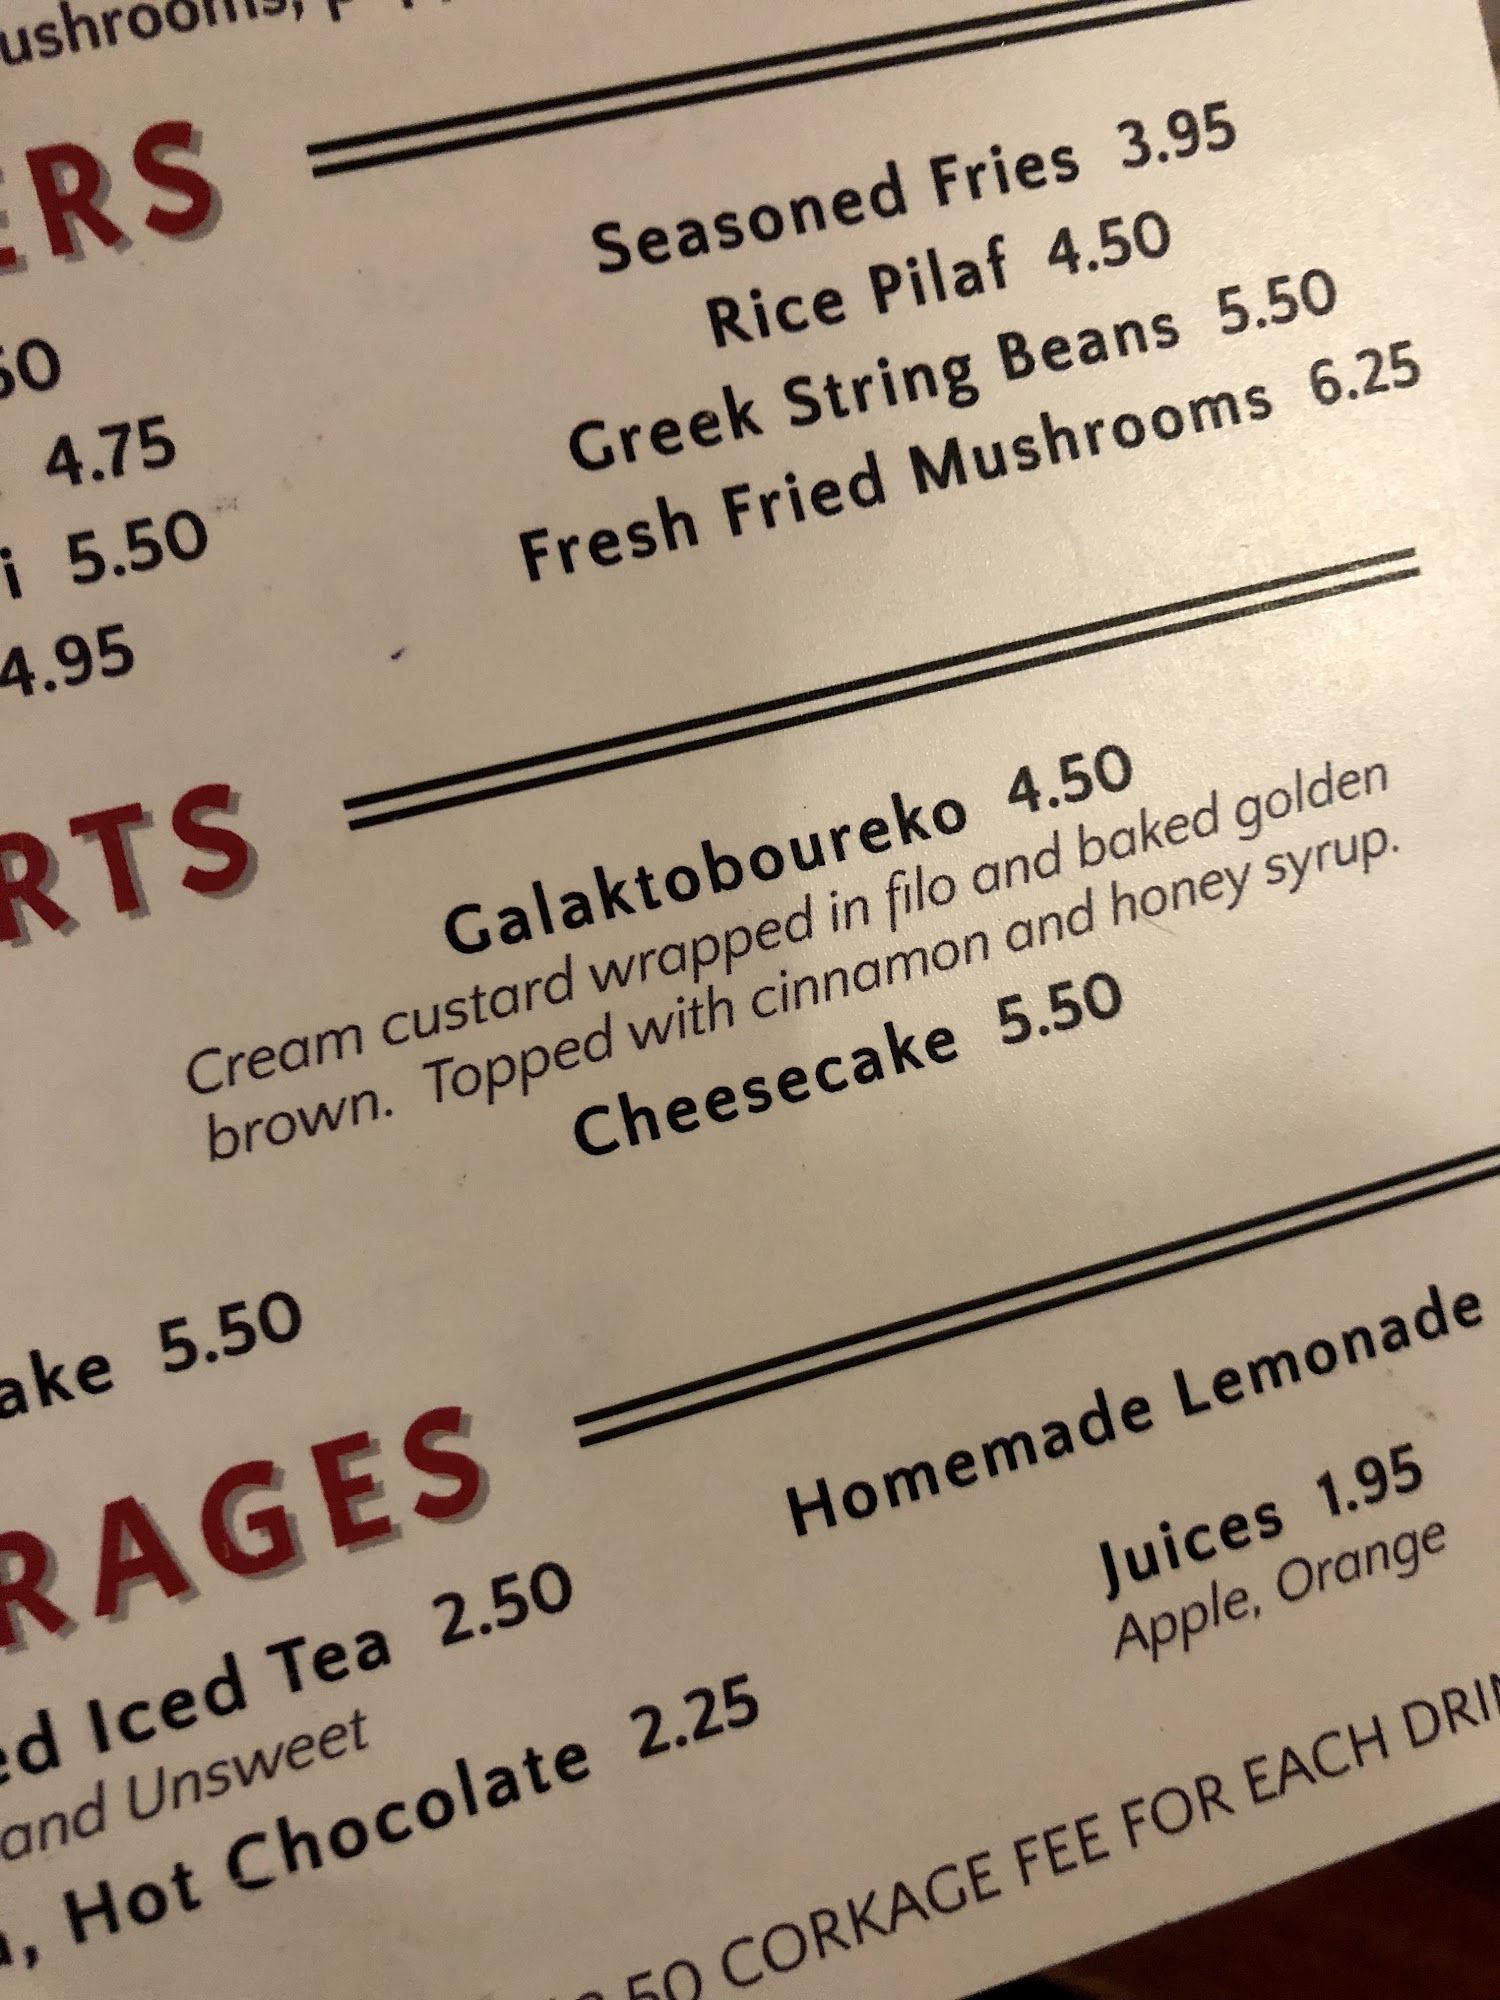 ERS
Seasoned Fries 3.95
Rice Pilaf 4.50
Greek String Beans 5.50
Fresh Fried Mushrooms 6.25
50
4.75
i 5.50
4.95
RTS
Galaktoboureko 4.50
Cream custard wrapped in filo and baked golden
brown. Topped with cinnamon and honey syrup.
Cheesecake 5.50
ake 5.50
RAGES
Homemade Lemonade
Juices 1.95
Apple, Orange
ed Iced Tea 2.50
and Unsweet
, Hot Chocolate 2.25
.50 CORKAGE FEE FOR EACH DRIN